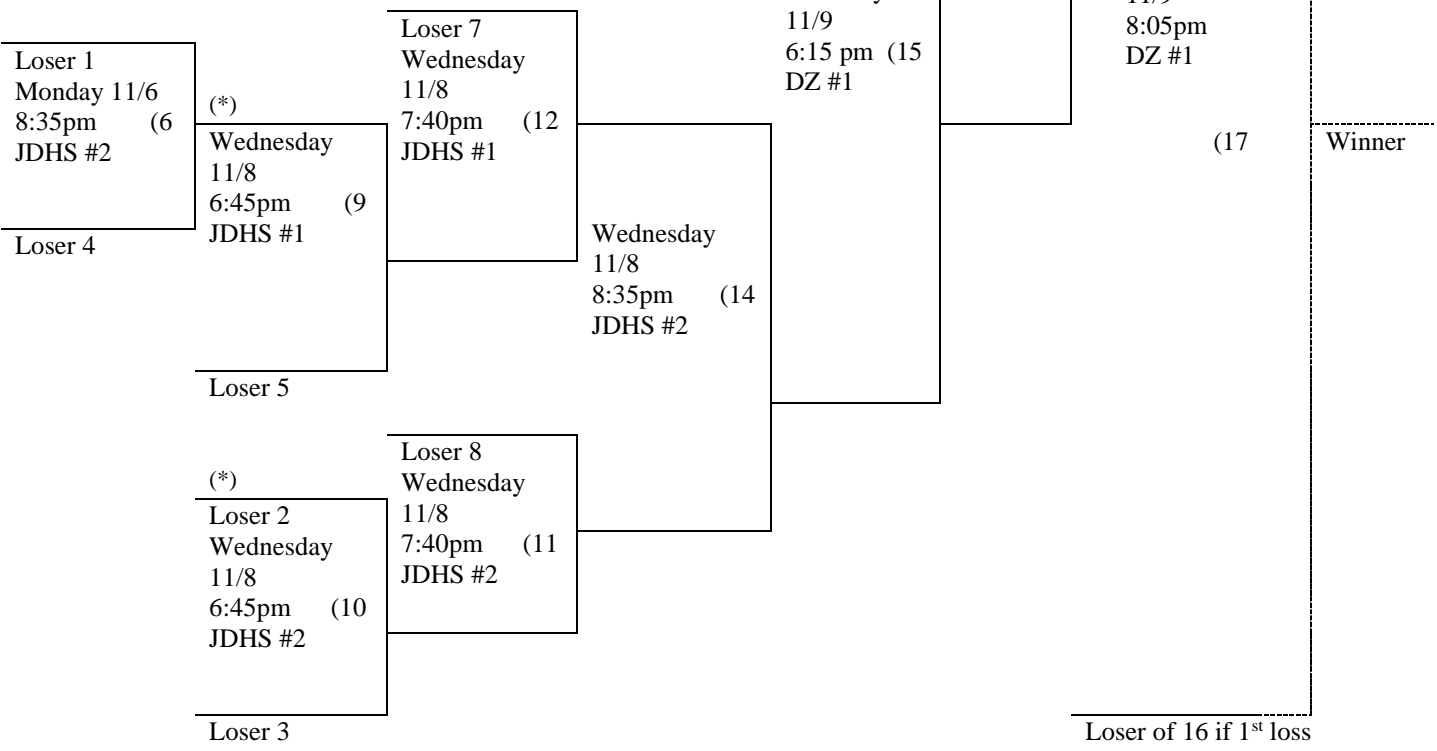 Loser 1
Monday 11/6
8:35pm (6
JDHS #2
Loser 4
(*)
Wednesday
11/8
6:45pm (9
JDHS #1
Loser 5
(*)
Loser 2
Wednesday
11/8
6:45pm (10
JDHS #2
Loser 3
Loser 7
Wednesday
11/8
7:40pm (12
JDHS #1
Loser 8
Wednesday
11/8
7:40pm (11
JDHS #2
Wednesday
11/8
8:35pm (14
JDHS #2
11/9
6:15 pm (15
DZ #1
11/9
8:05pm
DZ #1
(17
Winner
Loser of 16 if 1st loss